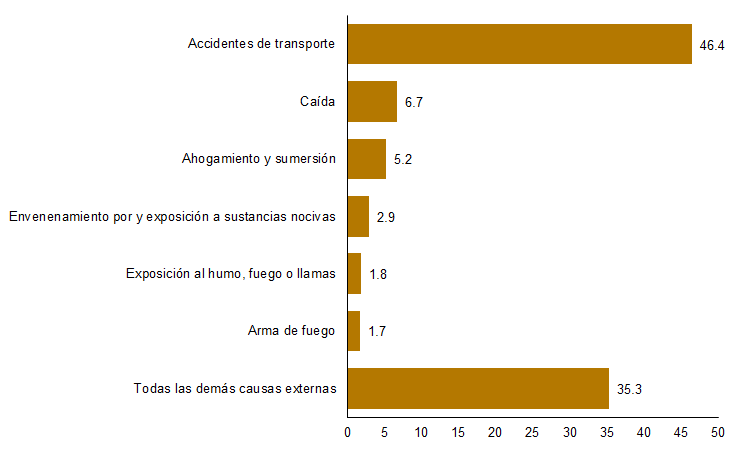 Accidentes de transporte 46.4
Caída 6.7
Ahogamiento y sumersión 5.2
Envenenamiento por y exposición a sustancias nocivas 2.9
Exposición al humo, fuego o llamas 1.8
Arma de fuego 1.7
Todas las demás causas externas 35.3
0 5 10 15 20 25 30 35 40 45 50